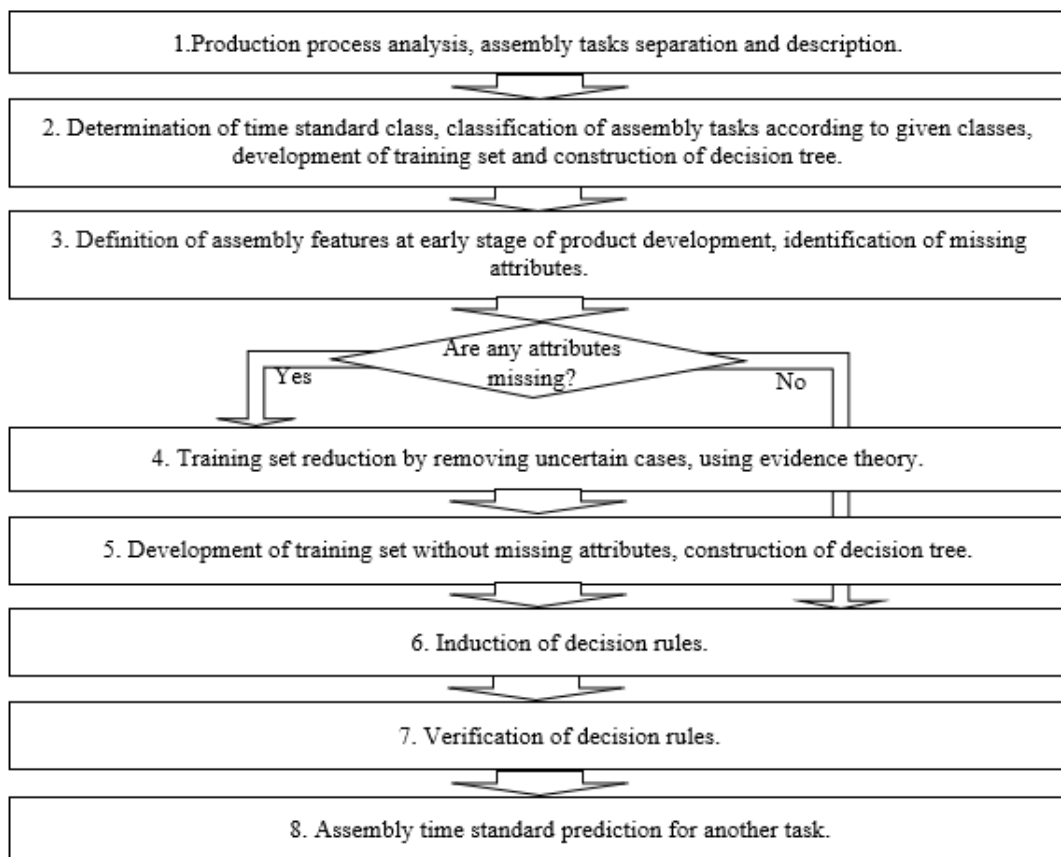 1.Production process analysis, assembly tasks separation and description.
2. Determination of time standard class, classification of assembly tasks according to given classes,
development of training set and construction of decision tree.
3. Definition of assembly features at early stage of product development, identification of missing
attributes.
Are any attributes
missing?
Yes
No
4. Training set reduction by removing uncertain cases, using evidence theory.
5. Development of training set without missing attributes, construction of decision tree.
6. Induction of decision rules.
7. Verification of decision rules.
8. Assembly time standard prediction for another task.